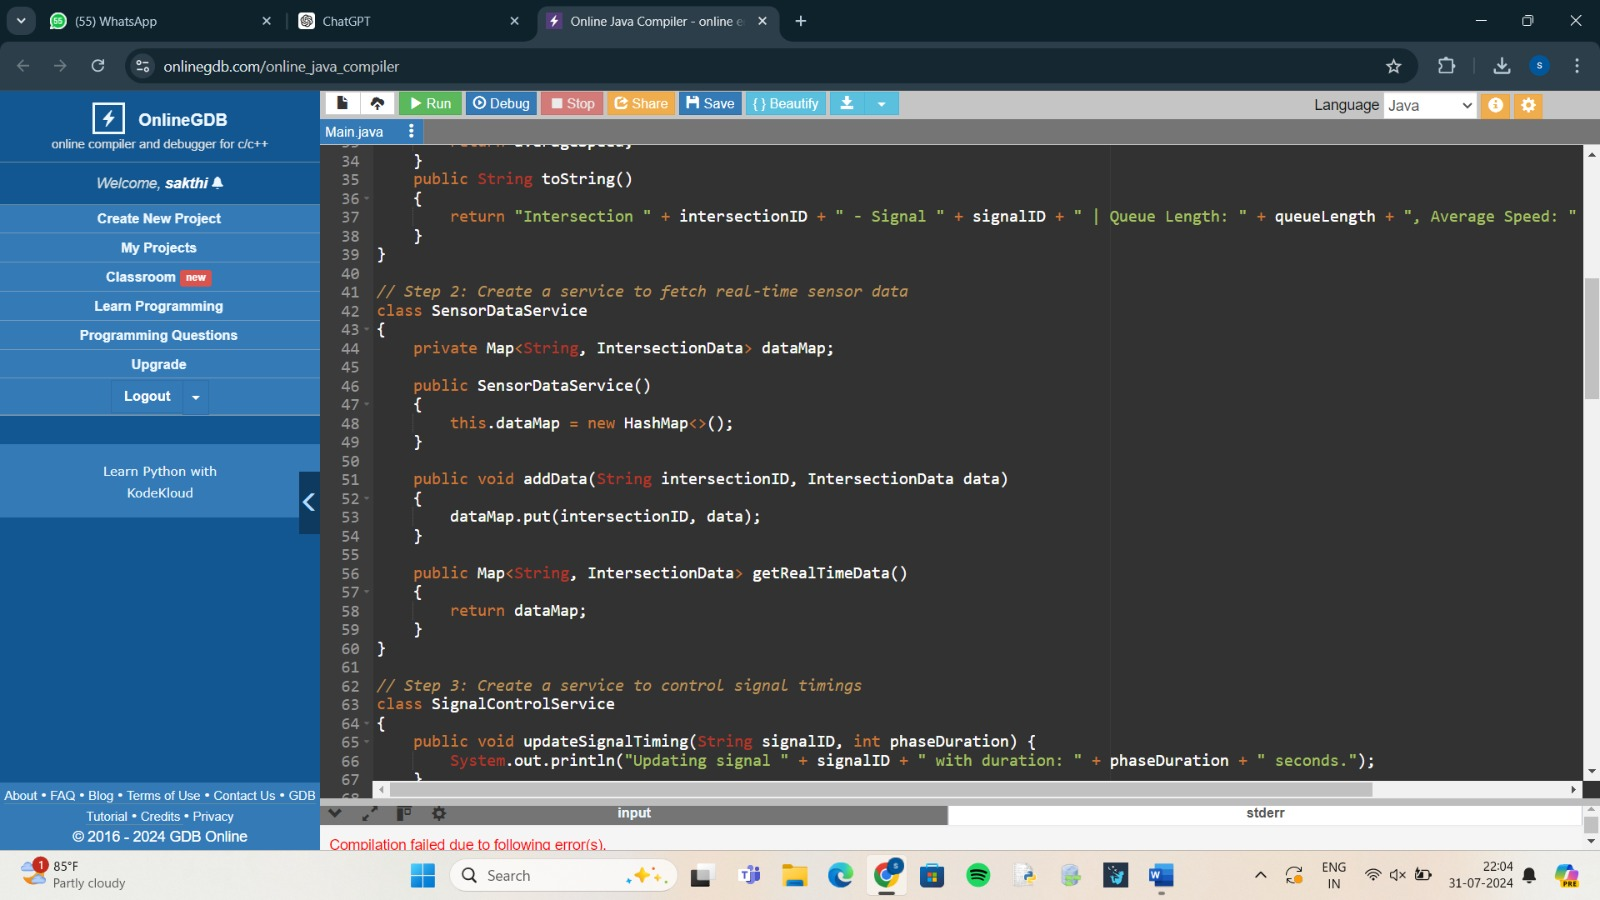 (55) WhatsApp
ChatGPT
Online Java Compiler - online e
onlinegdb.com/online_java_compiler
S
OnlineGDB
online compiler and debugger for c/c++
Welcome, sakthi
Create New Project
My Projects
Classroom new
Learn Programming
Programming Questions
Upgrade
Logout
Learn Python with
KodeKloud
About • FAQ • Blog • Terms of Use • Contact Us • GDB
Tutorial • Credits • Privacy
© 2016 - 2024 GDB Online
Run Debug Stop Share Save {} Beautify
Language Java
Main.java
34 }
35 public String toString()
36 {
37 return "Intersection " + intersectionID + " - Signal " + signalID + " | Queue Length: " + queueLength + ", Average Speed: "
38 }
39 }
40
41 // Step 2: Create a service to fetch real-time sensor data
42 class SensorDataService
43 {
44 private Map<String, IntersectionData> dataMap;
45
46 public SensorDataService()
47 {
48 this.dataMap = new HashMap<>();
49 }
50
51 public void addData(String intersectionID, IntersectionData data)
52 {
53 dataMap.put(intersectionID, data);
54 }
55
56 public Map<String, IntersectionData> getRealTimeData()
57 {
58 return dataMap;
59 }
60 }
61
62 // Step 3: Create a service to control signal timings
63 class SignalControlService
64 {
65 public void updateSignalTiming(String signalID, int phaseDuration) {
66 System.out.println("Updating signal " + signalID + " with duration: " + phaseDuration + " seconds.");
67 }
input
stderr
Compilation failed due to following error(s).
1
85°F
Partly cloudy
Search
ENG
IN
22:04
31-07-2024
PRE